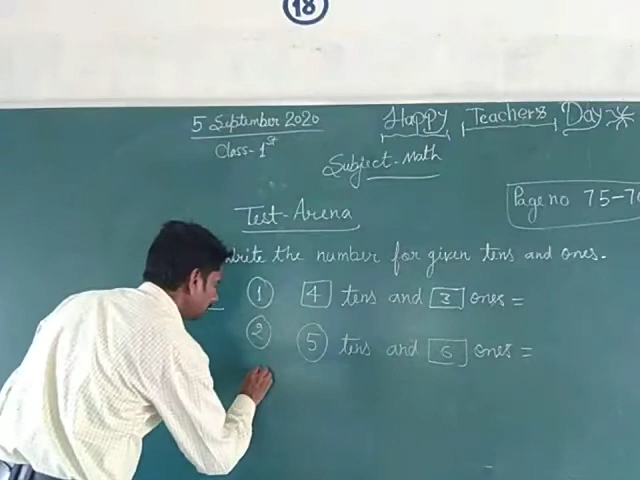 18
5 September 2020
Happy Teachers Day
Class-1st
Subject-Math
Page no 75-7
Test-Arena
Write the number for given tens and ones.
1 4 tens and 3 ones =
2 5 tens and 6 ones =